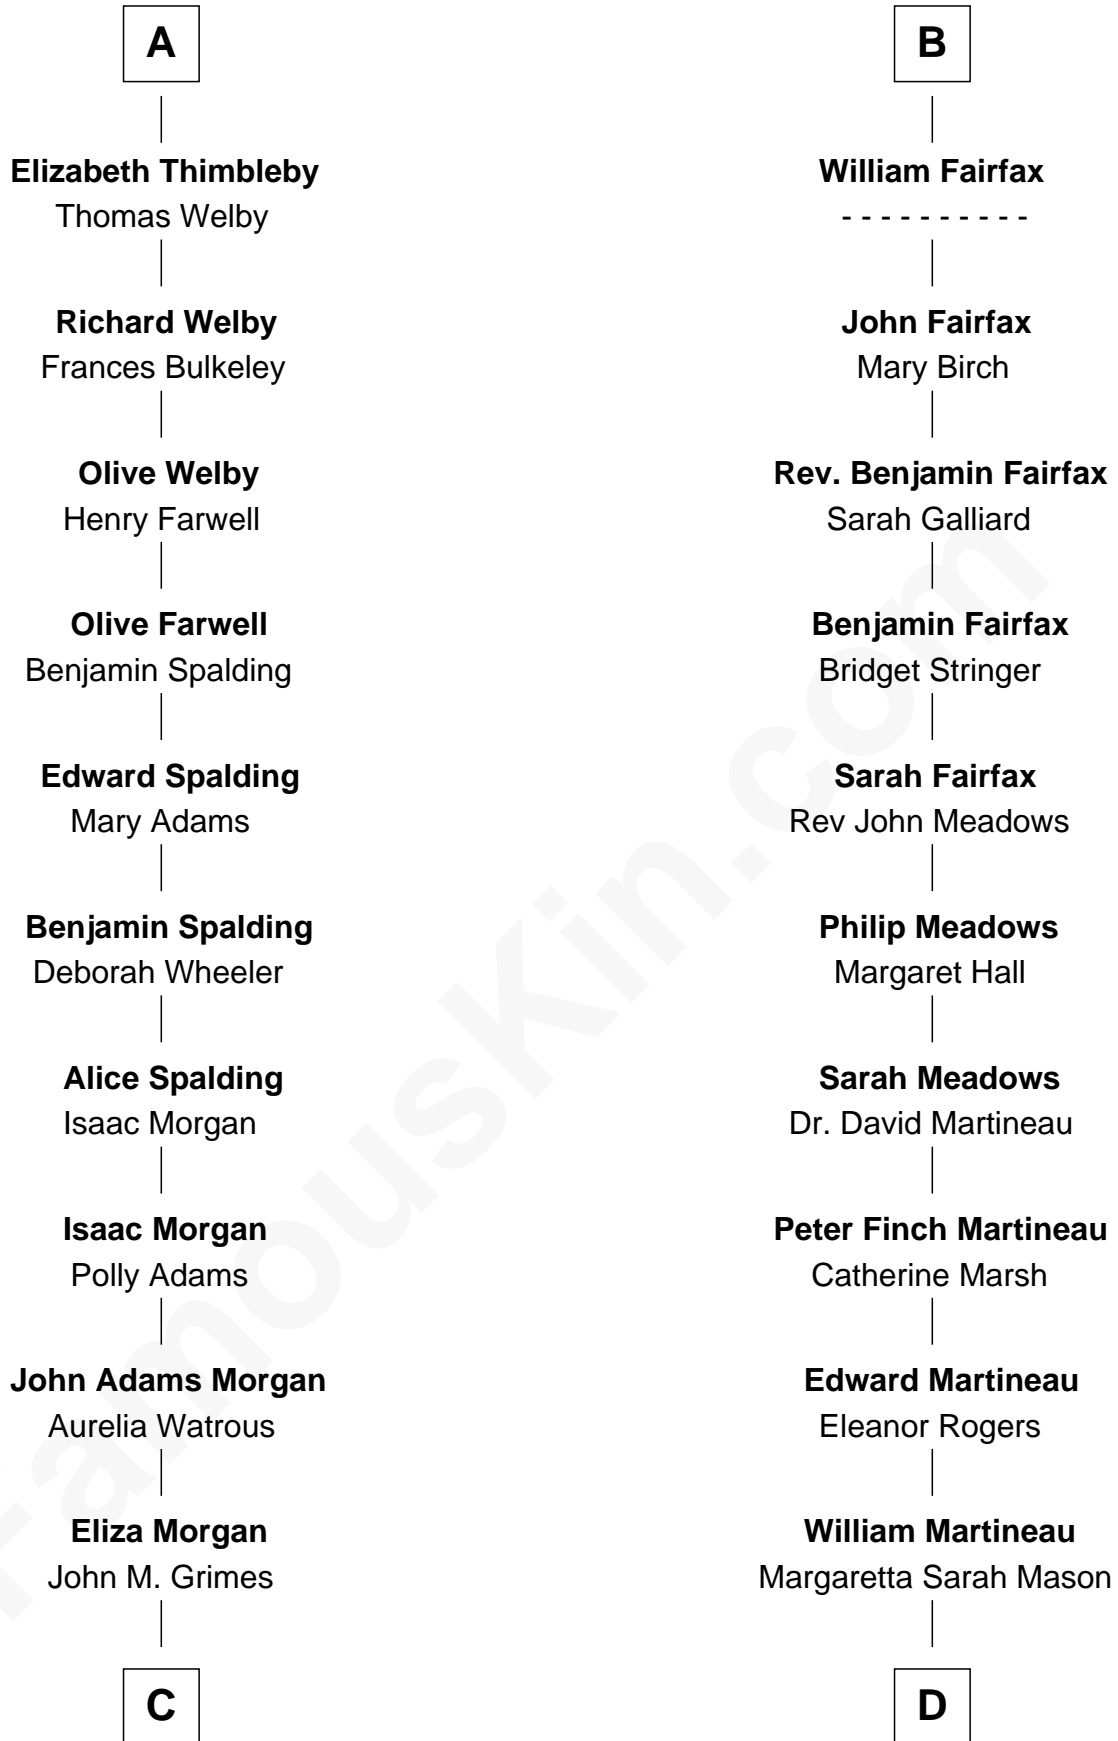 A
Elizabeth Thimbleby
Thomas Welby
Richard Welby
Frances Bulkeley
Olive Welby
Henry Farwell
Olive Farwell
Benjamin Spalding
Edward Spalding
Mary Adams
Benjamin Spalding
Deborah Wheeler
Alice Spalding
Isaac Morgan
Isaac Morgan
Polly Adams
John Adams Morgan
Aurelia Watrous
Eliza Morgan
John M. Grimes
C
B
William Fairfax
- - - - - - - - - -
John Fairfax
Mary Birch
Rev. Benjamin Fairfax
Sarah Galliard
Benjamin Fairfax
Bridget Stringer
Sarah Fairfax
Rev John Meadows
Philip Meadows
Margaret Hall
Sarah Meadows
Dr. David Martineau
Peter Finch Martineau
Catherine Marsh
Edward Martineau
Eleanor Rogers
William Martineau
Margaretta Sarah Mason
D
FamousKin.com